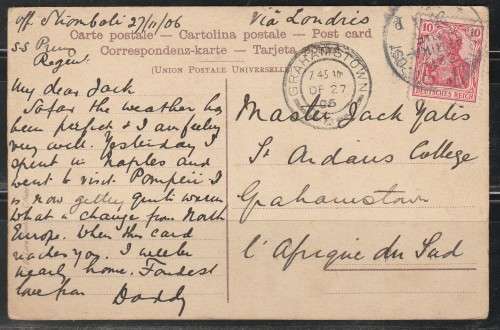 off Stromboli 27/11/06 Via Londres
Carte postale – Cartolina postale – Post card
Correspondenz-karte – Tarjeta
(Union Postale Universelle
SS Prinz
Regent
My dear Jack
So far the weather has
been perfect & I am feeling
very well. Yesterday I
spent in Naples and
went to visit Pompeii I
is now getting quite warm
what a change from North
Europe. When this card
reaches you I will be
nearly home. Fondest
love from
Daddy
GRAHAMSTOWN
7.45
DE 27
06
10 10
DEUTSCHES REICH
Master Jack Yates
St Andrews College
Grahamstown
l'Afrique du Sud